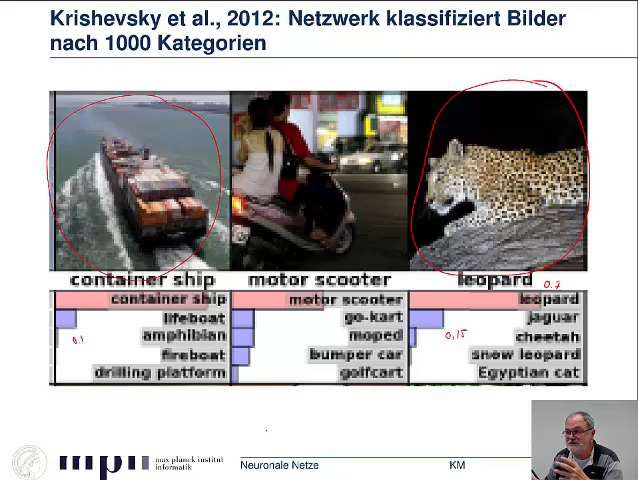 Krishevsky et al., 2012: Netzwerk klassifiziert Bilder
nach 1000 Kategorien
container ship
motor scooter
leopard
0.7
container ship
lifeboat
amphibian
fireboat
drilling platform
0.1
motor scooter
go-kart
moped
bumper car
golfcart
leopard
jaguar
cheetah
snow leopard
Egyptian cat
0,15
max planck institut
informatik
Neuronale Netze
KM